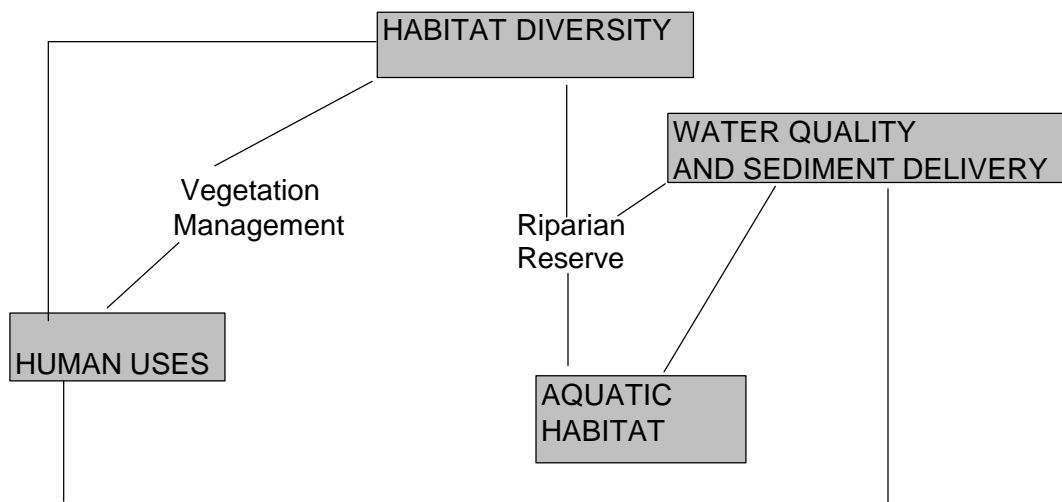 HABITAT DIVERSITY
WATER QUALITY
AND SEDIMENT DELIVERY
Vegetation
Management
Riparian
Reserve
HUMAN USES
AQUATIC
HABITAT